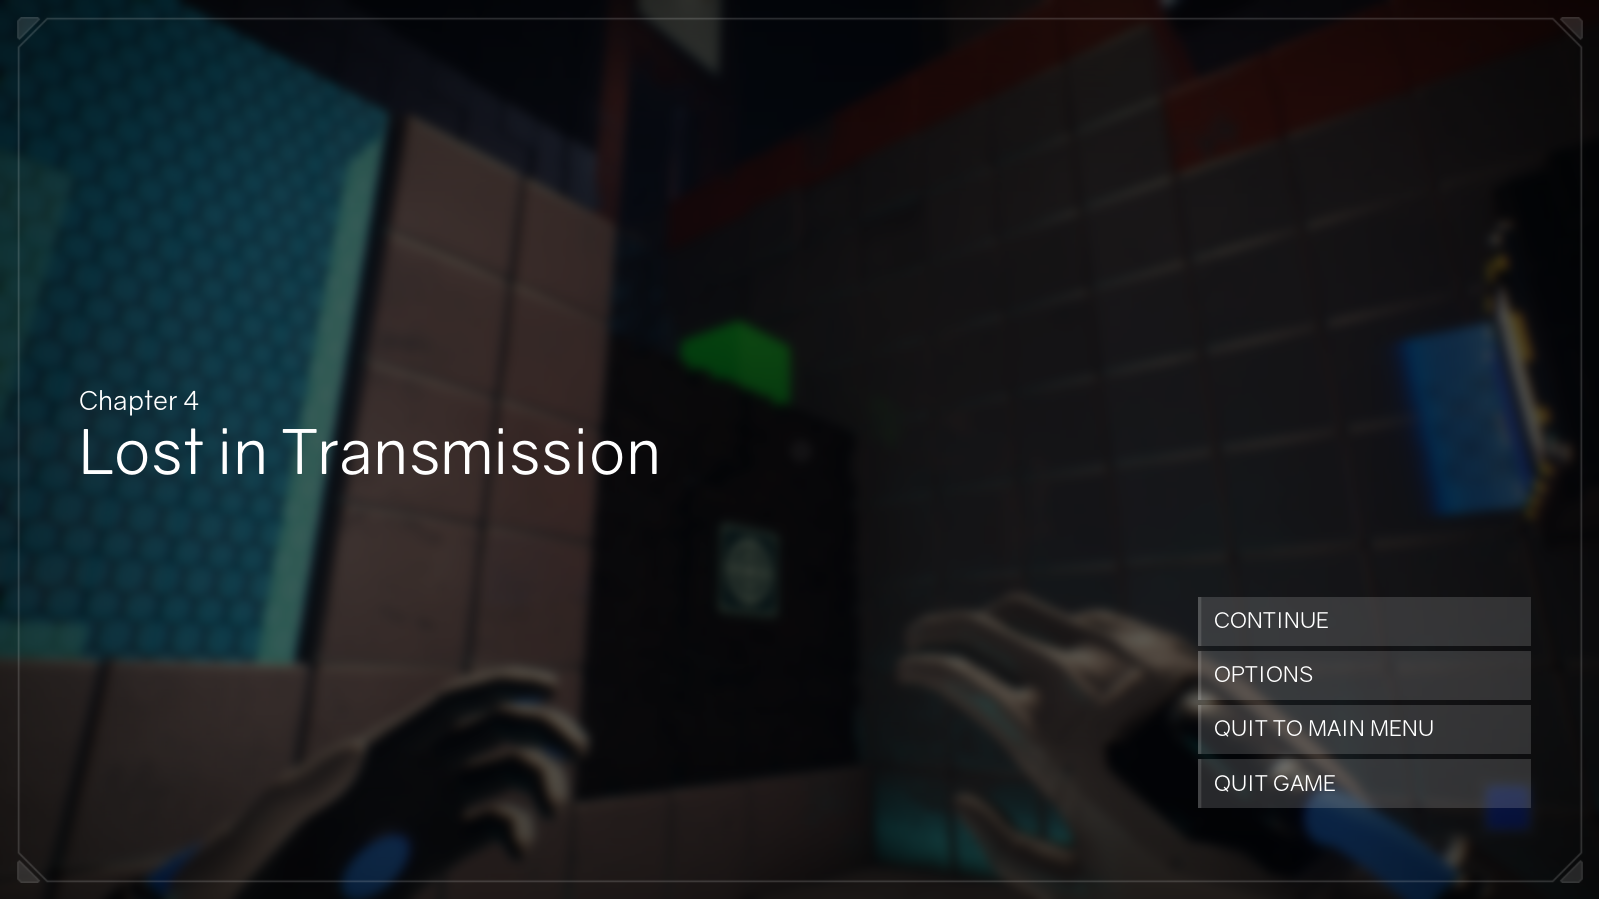 Chapter 4
Lost in Transmission
CONTINUE
OPTIONS
QUIT TO MAIN MENU
QUIT GAME